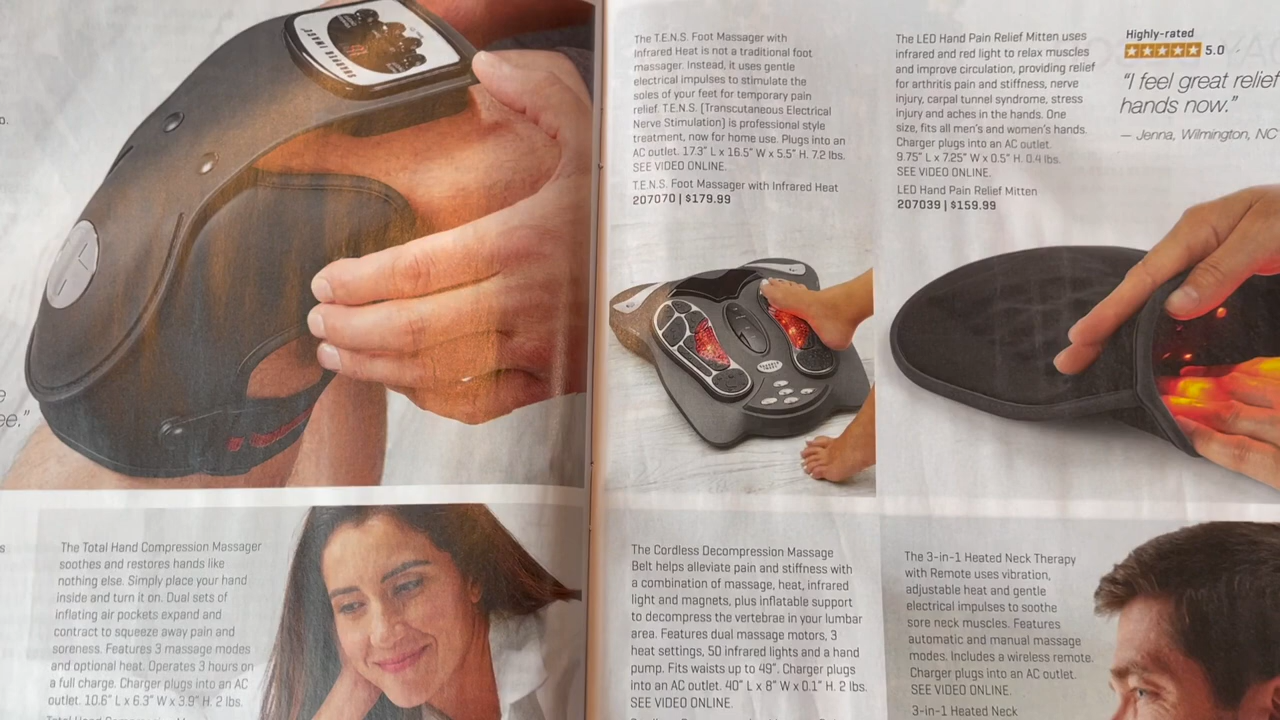 SHARPER IMAGE
ee.”
The Total Hand Compression Massager
soothes and restores hands like
nothing else. Simply place your hand
inside and turn it on. Dual sets of
inflating air pockets expand and
contract to squeeze away pain and
soreness. Features 3 massage modes
and optional heat. Operates 3 hours on
a full charge. Charger plugs into an AC
outlet. 10.6" L x 6.3" W x 3.9" H. 2 lbs.
The T.E.N.S. Foot Massager with
Infrared Heat is not a traditional foot
massager. Instead, it uses gentle
electrical impulses to stimulate the
soles of your feet for temporary pain
relief. T.E.N.S. (Transcutaneous Electrical
Nerve Stimulation) is professional style
treatment, now for home use. Plugs into an
AC outlet. 17.3" L x 16.5" W x 5.5" H. 7.2 lbs.
SEE VIDEO ONLINE.
T.E.N.S. Foot Massager with Infrared Heat
207070 | $179.99
The LED Hand Pain Relief Mitten uses
infrared and red light to relax muscles
and improve circulation, providing relief
for arthritis pain and stiffness, nerve
injury, carpal tunnel syndrome, stress
injury and aches in the hands. One
size, fits all men's and women's hands.
Charger plugs into an AC outlet.
9.75" L x 7.25" W x 0.5" H. 0.4 lbs.
SEE VIDEO ONLINE.
LED Hand Pain Relief Mitten
207039 | $159.99
Highly-rated
5.0
“I feel great relief
hands now.”
— Jenna, Wilmington, NC
The Cordless Decompression Massage
Belt helps alleviate pain and stiffness with
a combination of massage, heat, infrared
light and magnets, plus inflatable support
to decompress the vertebrae in your lumbar
area. Features dual massage motors, 3
heat settings, 50 infrared lights and a hand
pump. Fits waists up to 49". Charger plugs
into an AC outlet. 40" L x 8" W x 0.1" H. 2 lbs.
SEE VIDEO ONLINE.
The 3-in-1 Heated Neck Therapy
with Remote uses vibration,
adjustable heat and gentle
electrical impulses to soothe
sore neck muscles. Features
automatic and manual massage
modes. Includes a wireless remote.
Charger plugs into an AC outlet.
SEE VIDEO ONLINE.
3-in-1 Heated Neck